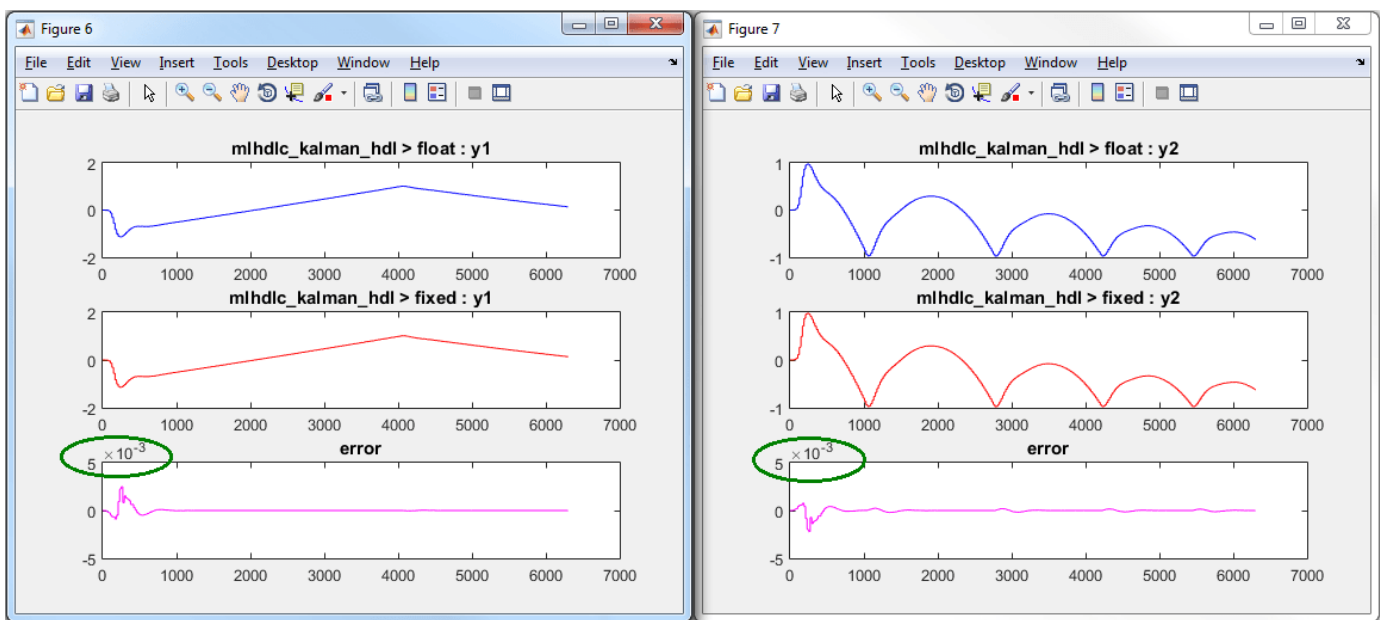 Figure 6
File Edit View Insert Tools Desktop Window Help
mlhdlc_kalman_hdl > float : y1
2
0
-2
0 1000 2000 3000 4000 5000 6000 7000
mlhdlc_kalman_hdl > fixed : y1
2
0
-2
0 1000 2000 3000 4000 5000 6000 7000
error
×10⁻³
5
0
-5
0 1000 2000 3000 4000 5000 6000 7000
Figure 7
File Edit View Insert Tools Desktop Window Help
mlhdlc_kalman_hdl > float : y2
1
0
-1
0 1000 2000 3000 4000 5000 6000 7000
mlhdlc_kalman_hdl > fixed : y2
1
0
-1
0 1000 2000 3000 4000 5000 6000 7000
error
×10⁻³
5
0
-5
0 1000 2000 3000 4000 5000 6000 7000